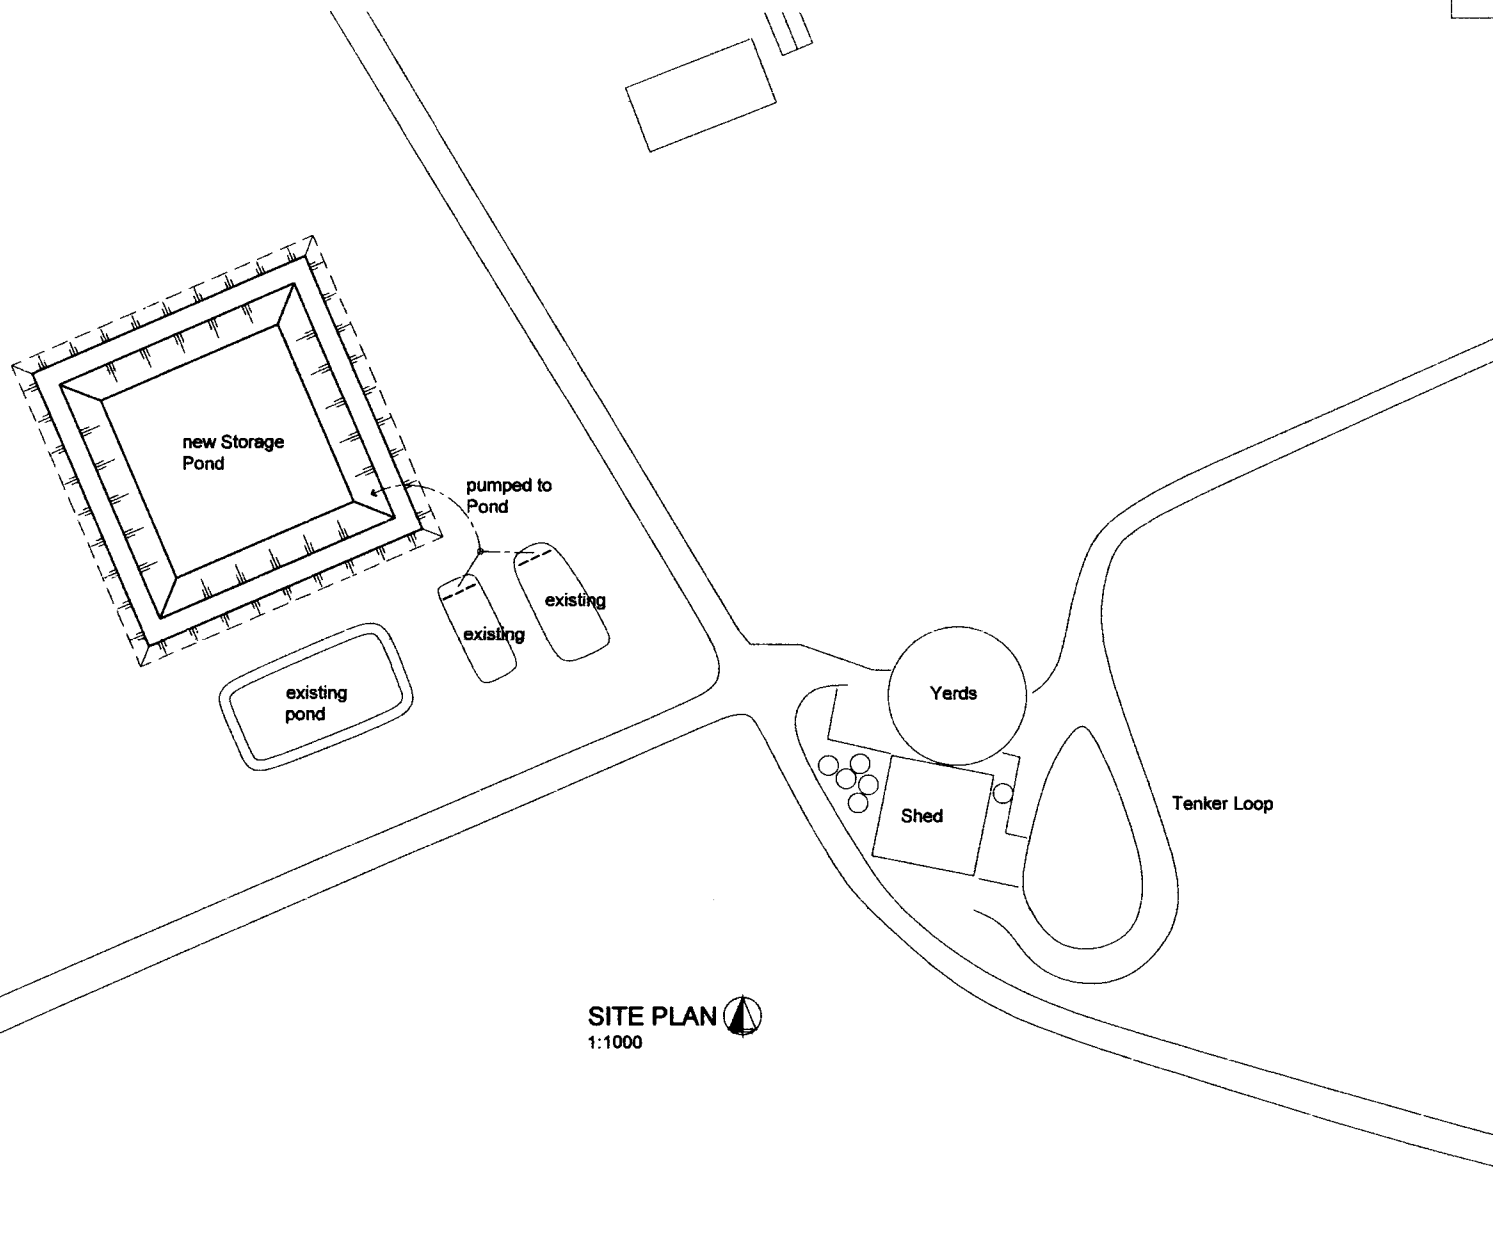 new Storage
Pond
pumped to
Pond
existing
existing
existing
pond
Yerds
Shed
Tenker Loop
SITE PLAN
1:1000